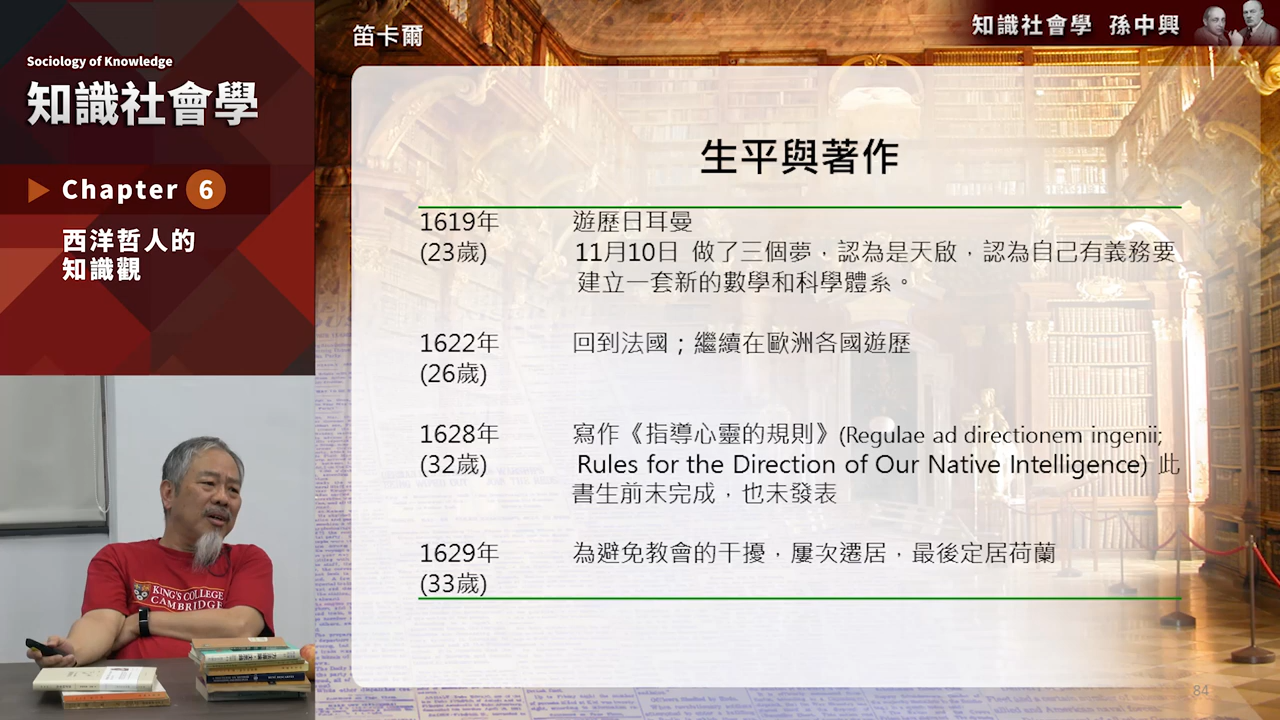 Sociology of Knowledge
知識社會學
Chapter 6
西洋哲人的
知識觀
笛卡爾
知識社會學 孫中興
生平與著作
1619年 遊歷日耳曼
(23歲) 11月10日 做了三個夢，認為是天啟，認為自己有義務要
建立一套新的數學和科學體系。
1622年 回到法國；繼續在歐洲各國遊歷
(26歲)
1628年 寫作《指導心靈的規則》(Regulae ad directionem ingenii;
(32歲) Rules for the Direction of Our Native Intelligence) 此
書生前未完成，也未發表
1629年 為避免教會的干擾，屢次遷居，最後定居荷蘭
(33歲)
84
KING'S COLLEGE
CAMBRIDGE